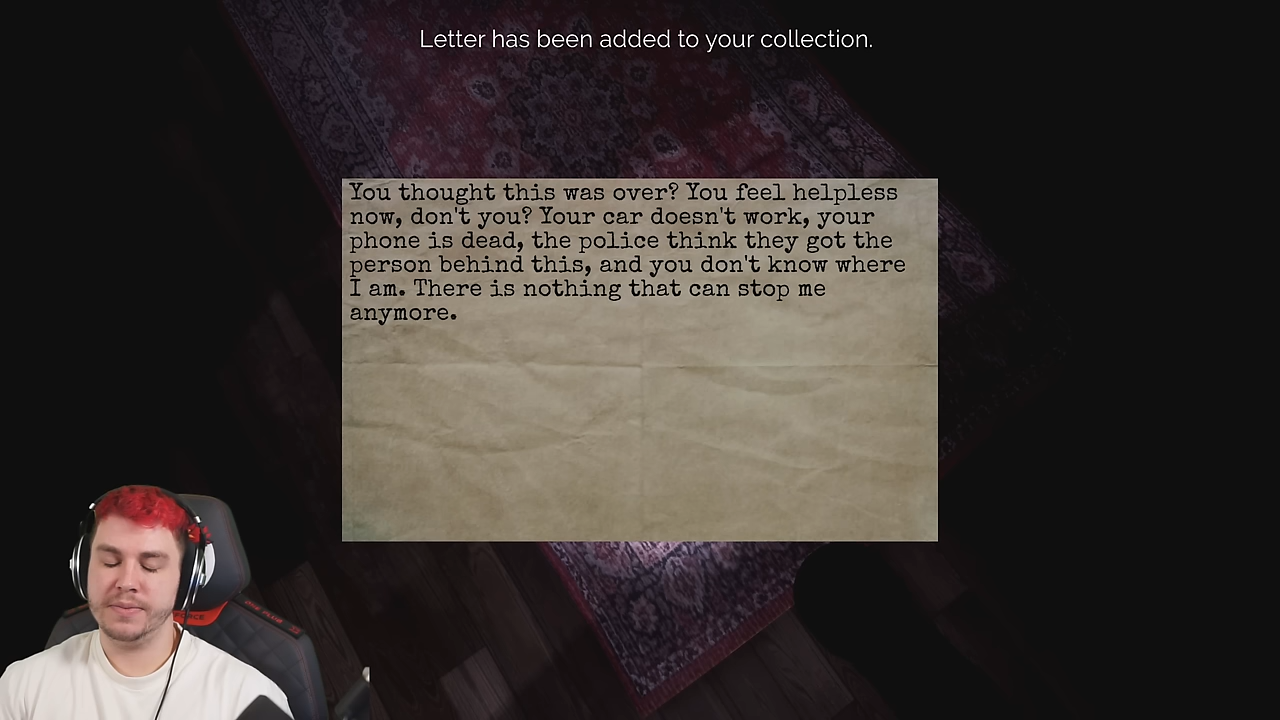 Letter has been added to your collection.
You thought this was over? You feel helpless
now, don't you? Your car doesn't work, your
phone is dead, the police think they got the
person behind this, and you don't know where
I am. There is nothing that can stop me
anymore.